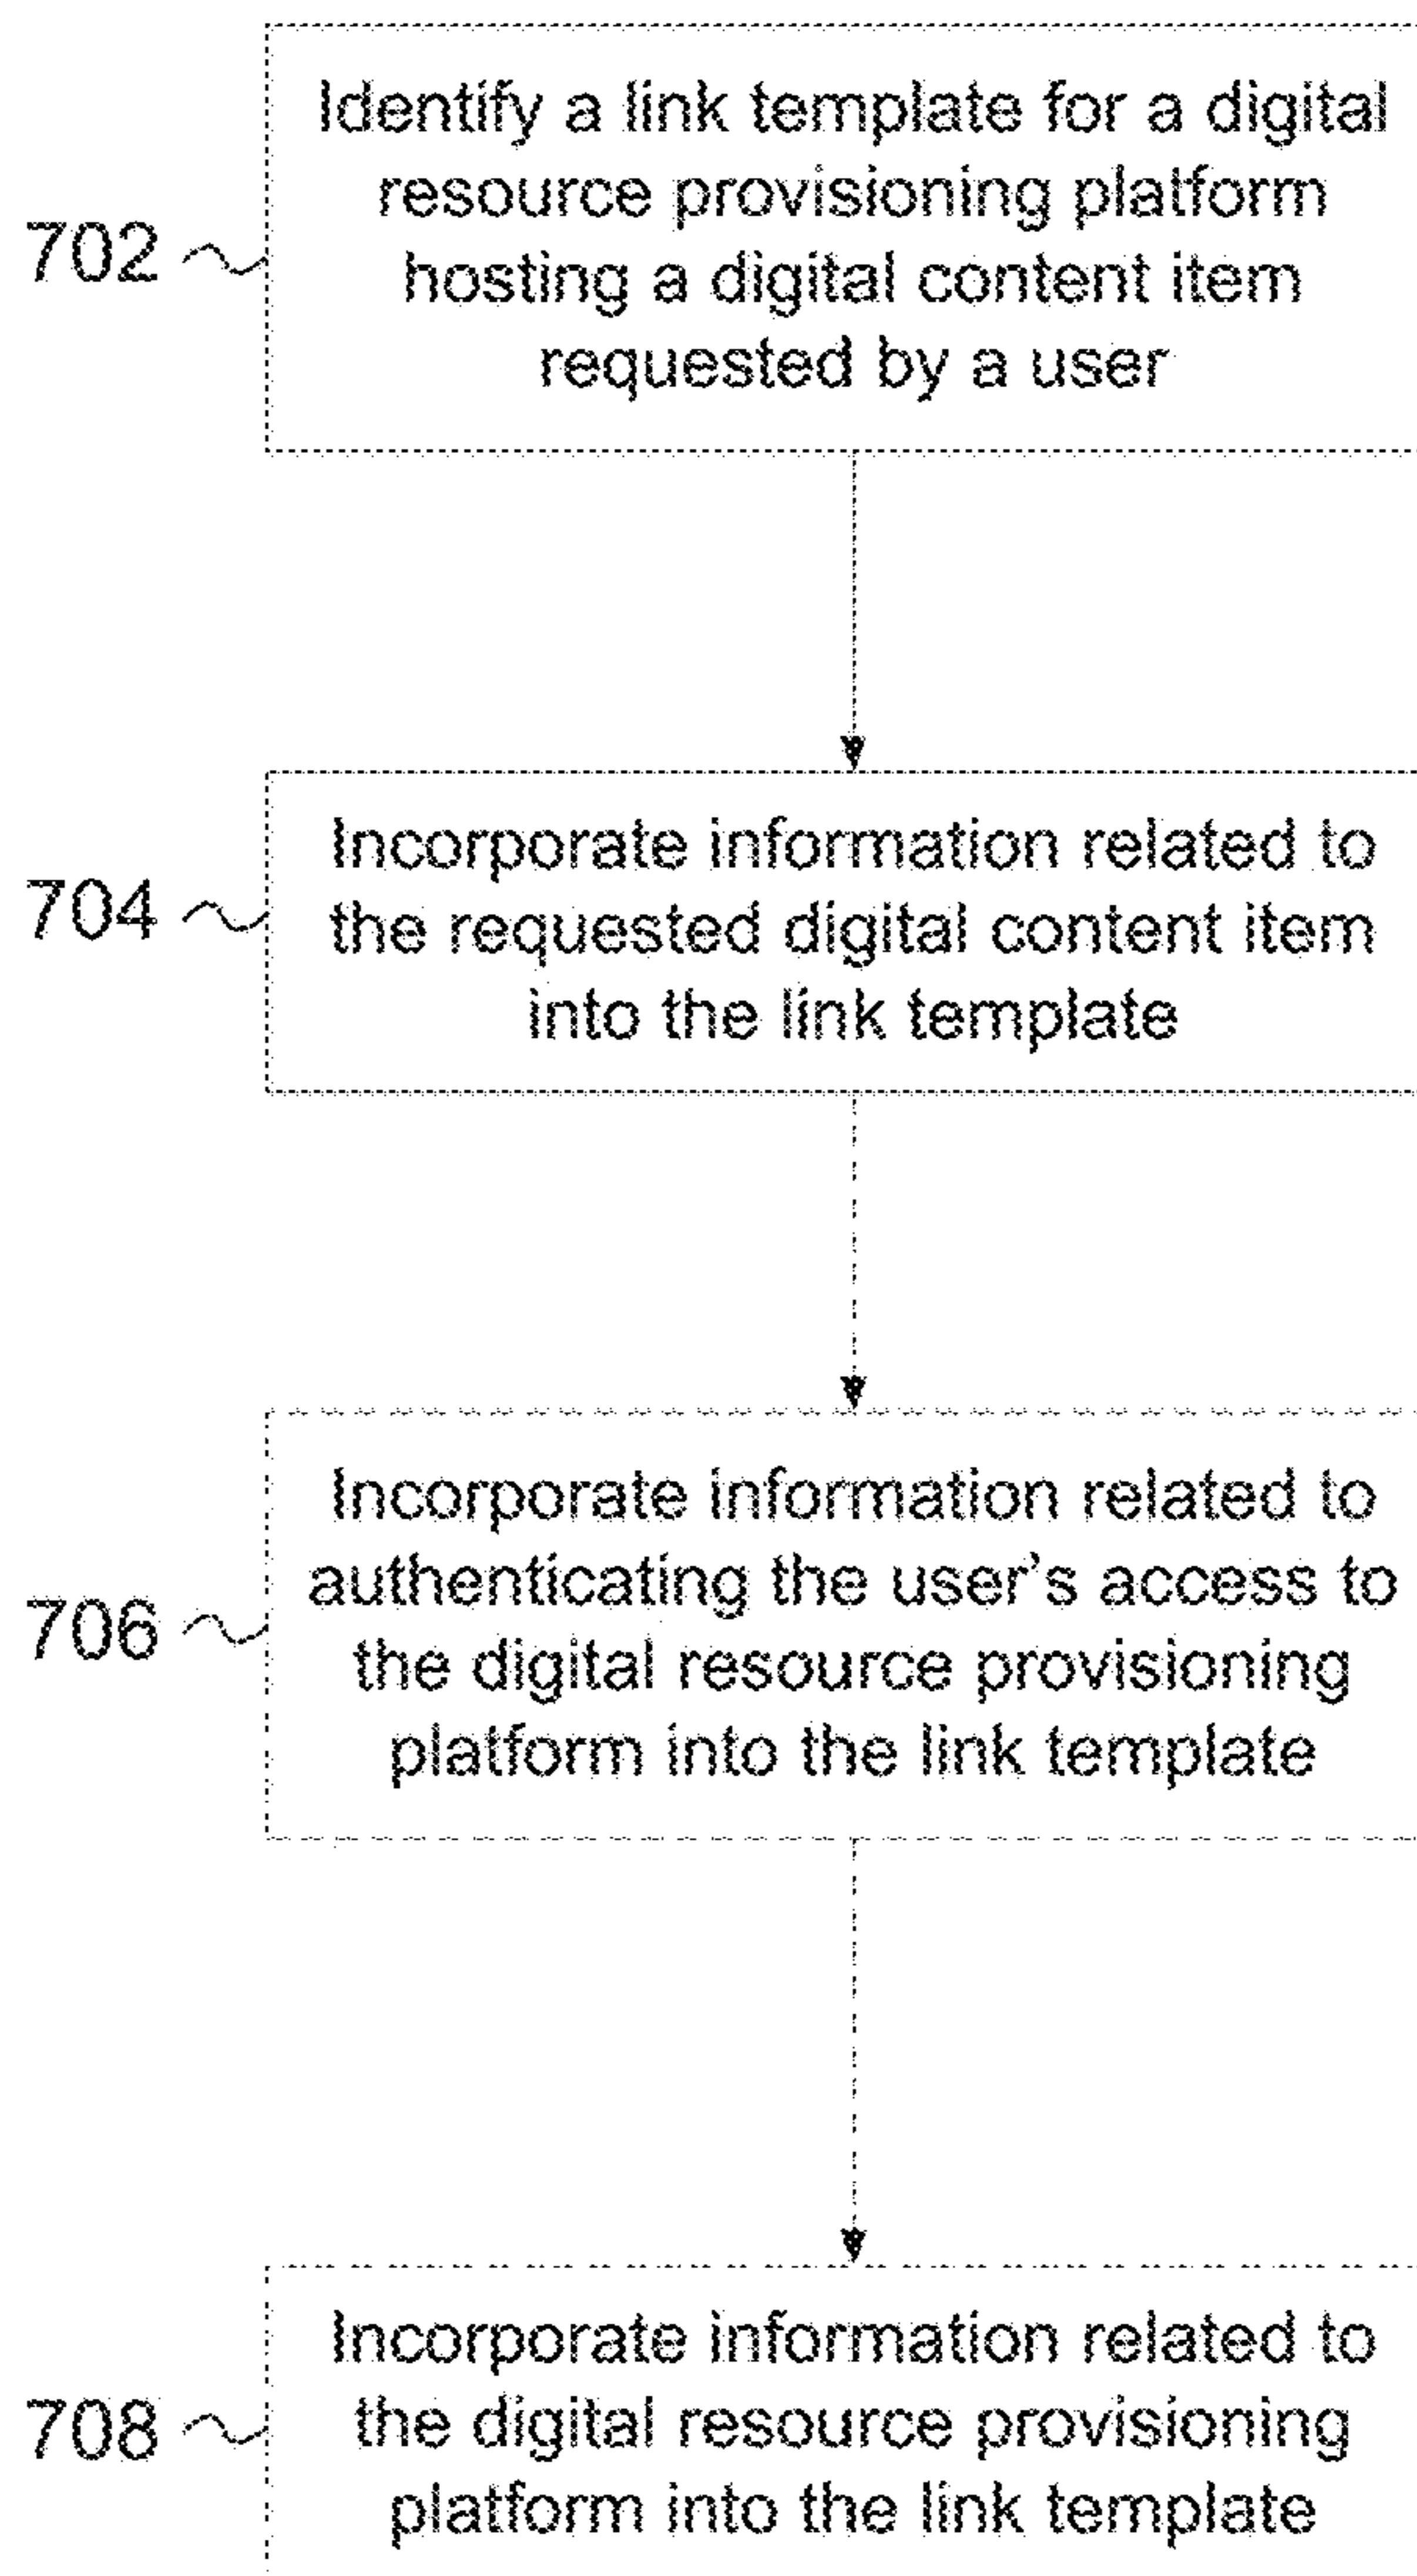 Identify a link template for a digital
resource provisioning platform
702
hosting a digital content item
requested by a user
Incorporate information related to
704
the requested digital content item
into the link template
Incorporate information related to
authenticating the user's access to
706
the digital resource provisioning
platform into the link template
Incorporate information related to
708
the digital resource provisioning
platform into the link template